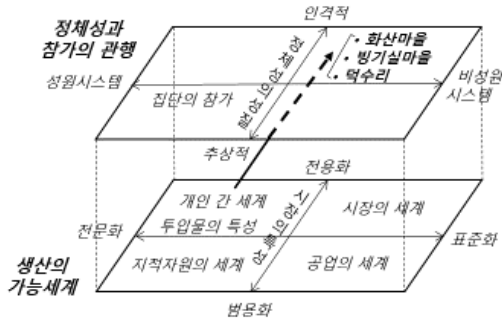 정체성과
참가의 관행
인격적
• 화산마을
• 빙기실마을
• 덕수리
성원시스템
비성원
시스템
집단의 참가
정체성의성질
추상적
전용화
개인 간 세계
시장의 세계
투입물의 특성
시장의특성
전문화
표준화
지적자원의 세계
공업의 세계
생산의
가능세계
범용화